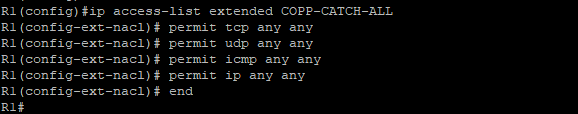 R1(config)#ip access-list extended COPP-CATCH-ALL
R1(config-ext-nacl)# permit tcp any any
R1(config-ext-nacl)# permit udp any any
R1(config-ext-nacl)# permit icmp any any
R1(config-ext-nacl)# permit ip any any
R1(config-ext-nacl)# end
R1#